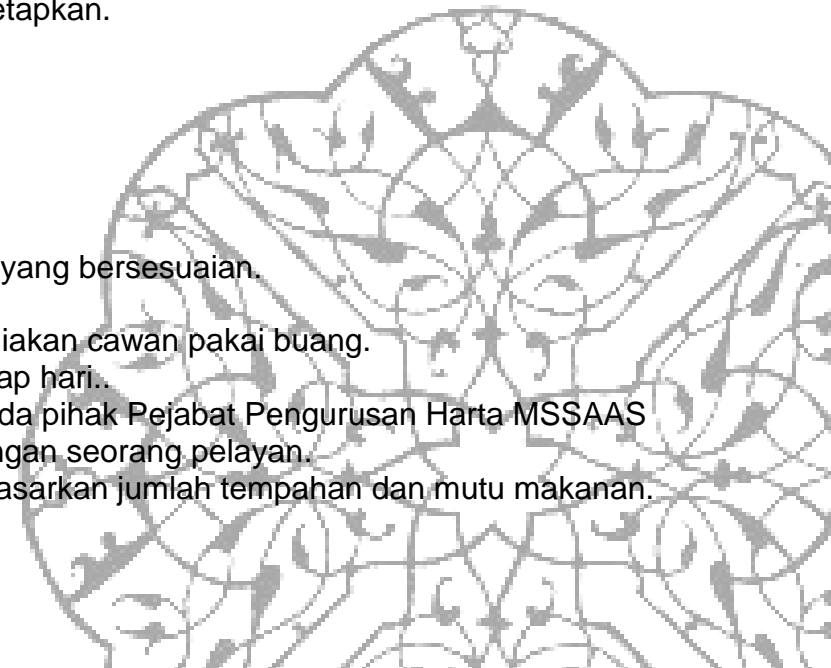 etapkan.
yang bersesuaian.
iakan cawan pakai buang.
ap hari..
da pihak Pejabat Pengurusan Harta MSSAAS
ngan seorang pelayan.
asarkan jumlah tempahan dan mutu makanan.